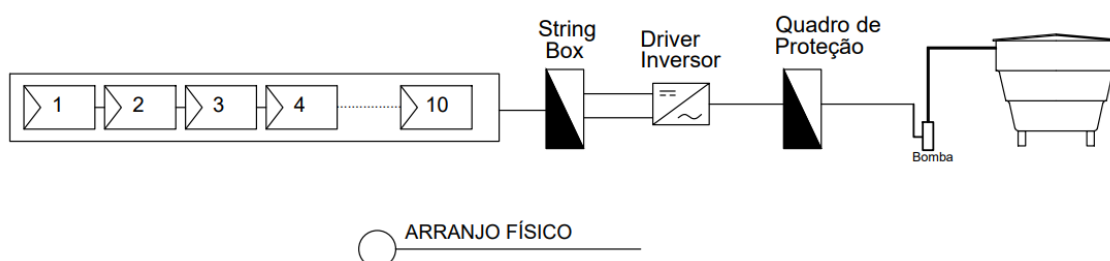 1
2
3
4
10
String
Box
Driver
Inversor
Quadro de
Proteção
Bomba
ARRANJO FÍSICO